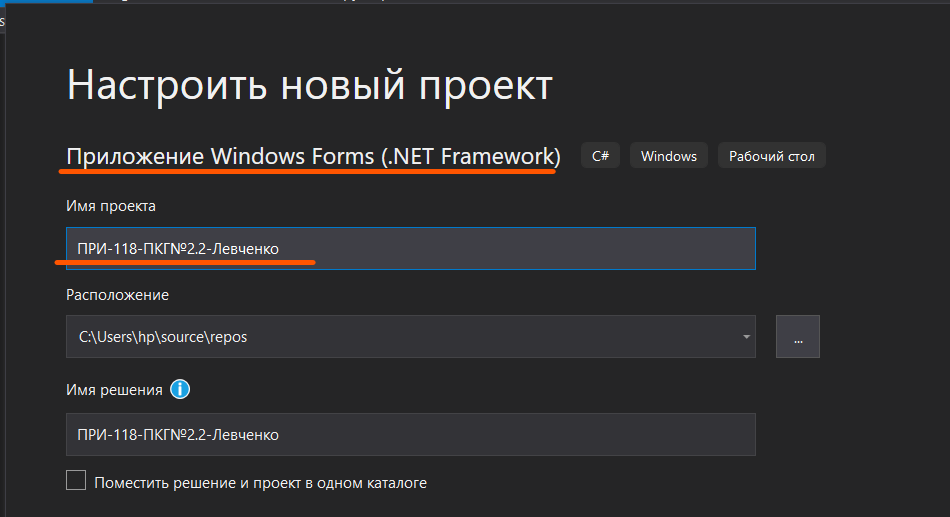 Настроить новый проект
Приложение Windows Forms (.NET Framework) C# Windows Рабочий стол
Имя проекта
ПРИ-118-ПКГ№2.2-Левченко
Расположение
C:\Users\hp\source\repos
...
Имя решения
ПРИ-118-ПКГ№2.2-Левченко
Поместить решение и проект в одном каталоге